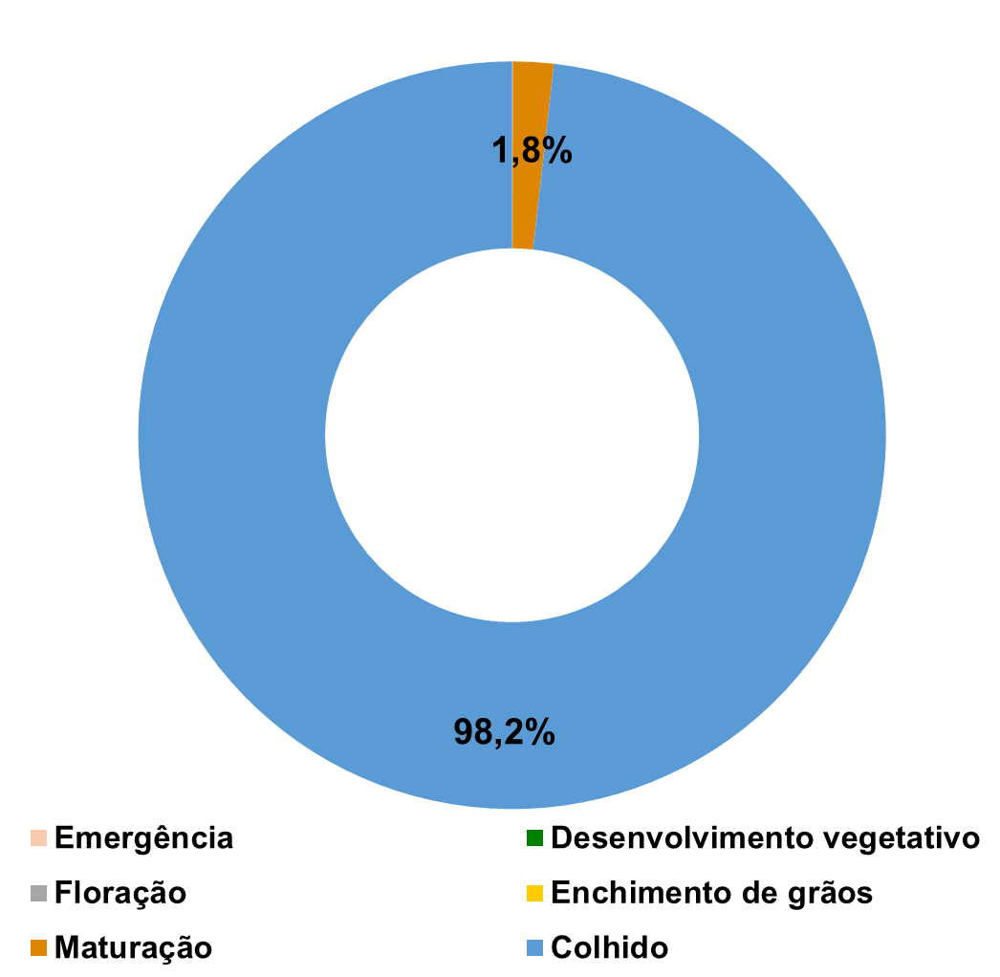 1,8%
98,2%
Emergência
Desenvolvimento vegetativo
Floração
Enchimento de grãos
Maturação
Colhido